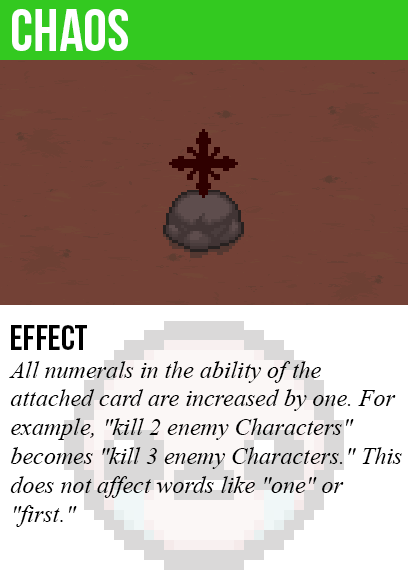 CHAOS
EFFECT
All numerals in the ability of the
attached card are increased by one. For
example, "kill 2 enemy Characters"
becomes "kill 3 enemy Characters." This
does not affect words like "one" or
"first."